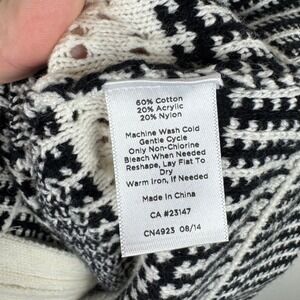 60% Cotton
20% Acrylic
20% Nylon
Machine Wash Cold
Gentle Cycle
Only Non-Chlorine
Bleach When Needed
Reshape, Lay Flat To
Dry
Warm Iron, If Needed
Made In China
CA #23147
CN4923 08/14